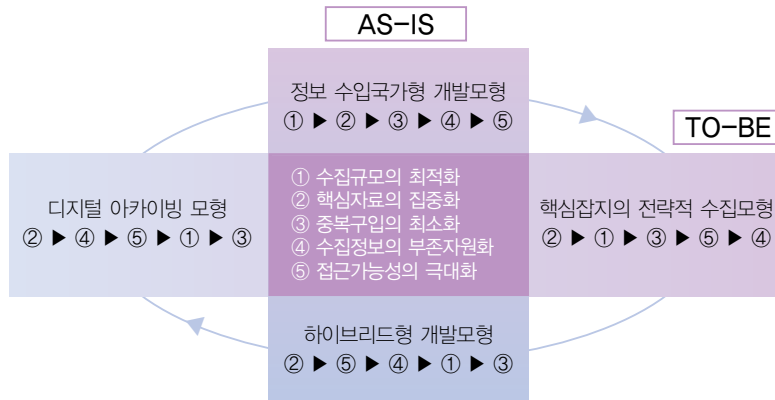 AS-IS
정보 수입국가형 개발모형
① ▶ ② ▶ ③ ▶ ④ ▶ ⑤
TO-BE
디지털 아카이빙 모형
② ▶ ④ ▶ ⑤ ▶ ① ▶ ③
① 수집규모의 최적화
② 핵심자료의 집중화
③ 중복구입의 최소화
④ 수집정보의 부존자원화
⑤ 접근가능성의 극대화
핵심잡지의 전략적 수집모형
② ▶ ① ▶ ③ ▶ ⑤ ▶ ④
하이브리드형 개발모형
② ▶ ⑤ ▶ ④ ▶ ① ▶ ③